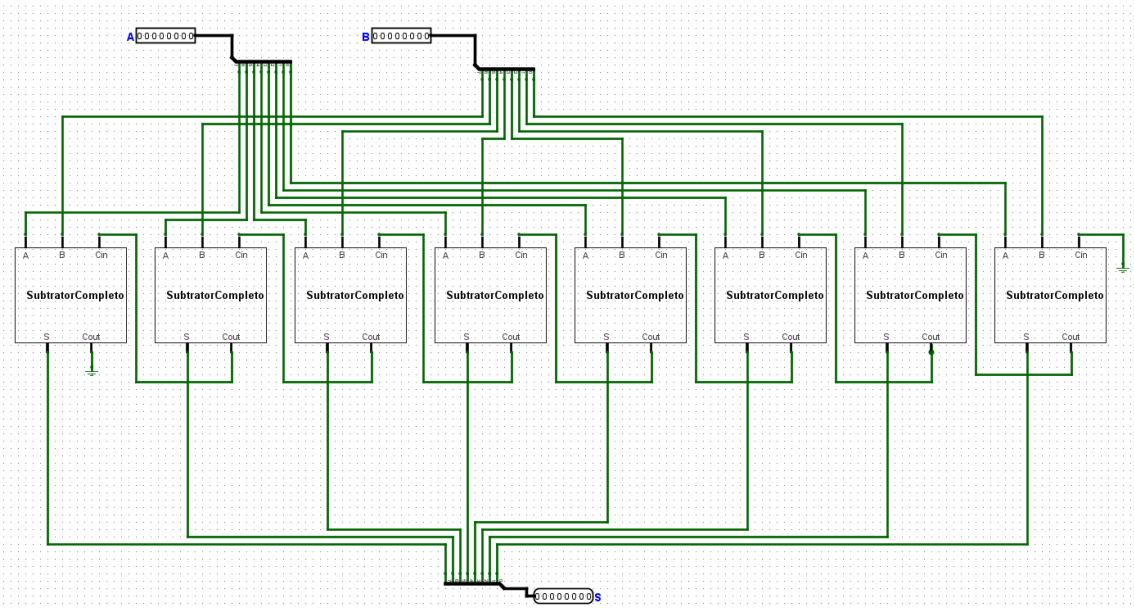 A 00000000 B 00000000
A B Cin A B Cin A B Cin A B Cin A B Cin A B Cin A B Cin A B Cin
SubtratorCompleto SubtratorCompleto SubtratorCompleto SubtratorCompleto SubtratorCompleto SubtratorCompleto SubtratorCompleto SubtratorCompleto
S Cout S Cout S Cout S Cout S Cout S Cout S Cout S Cout
00000000 S